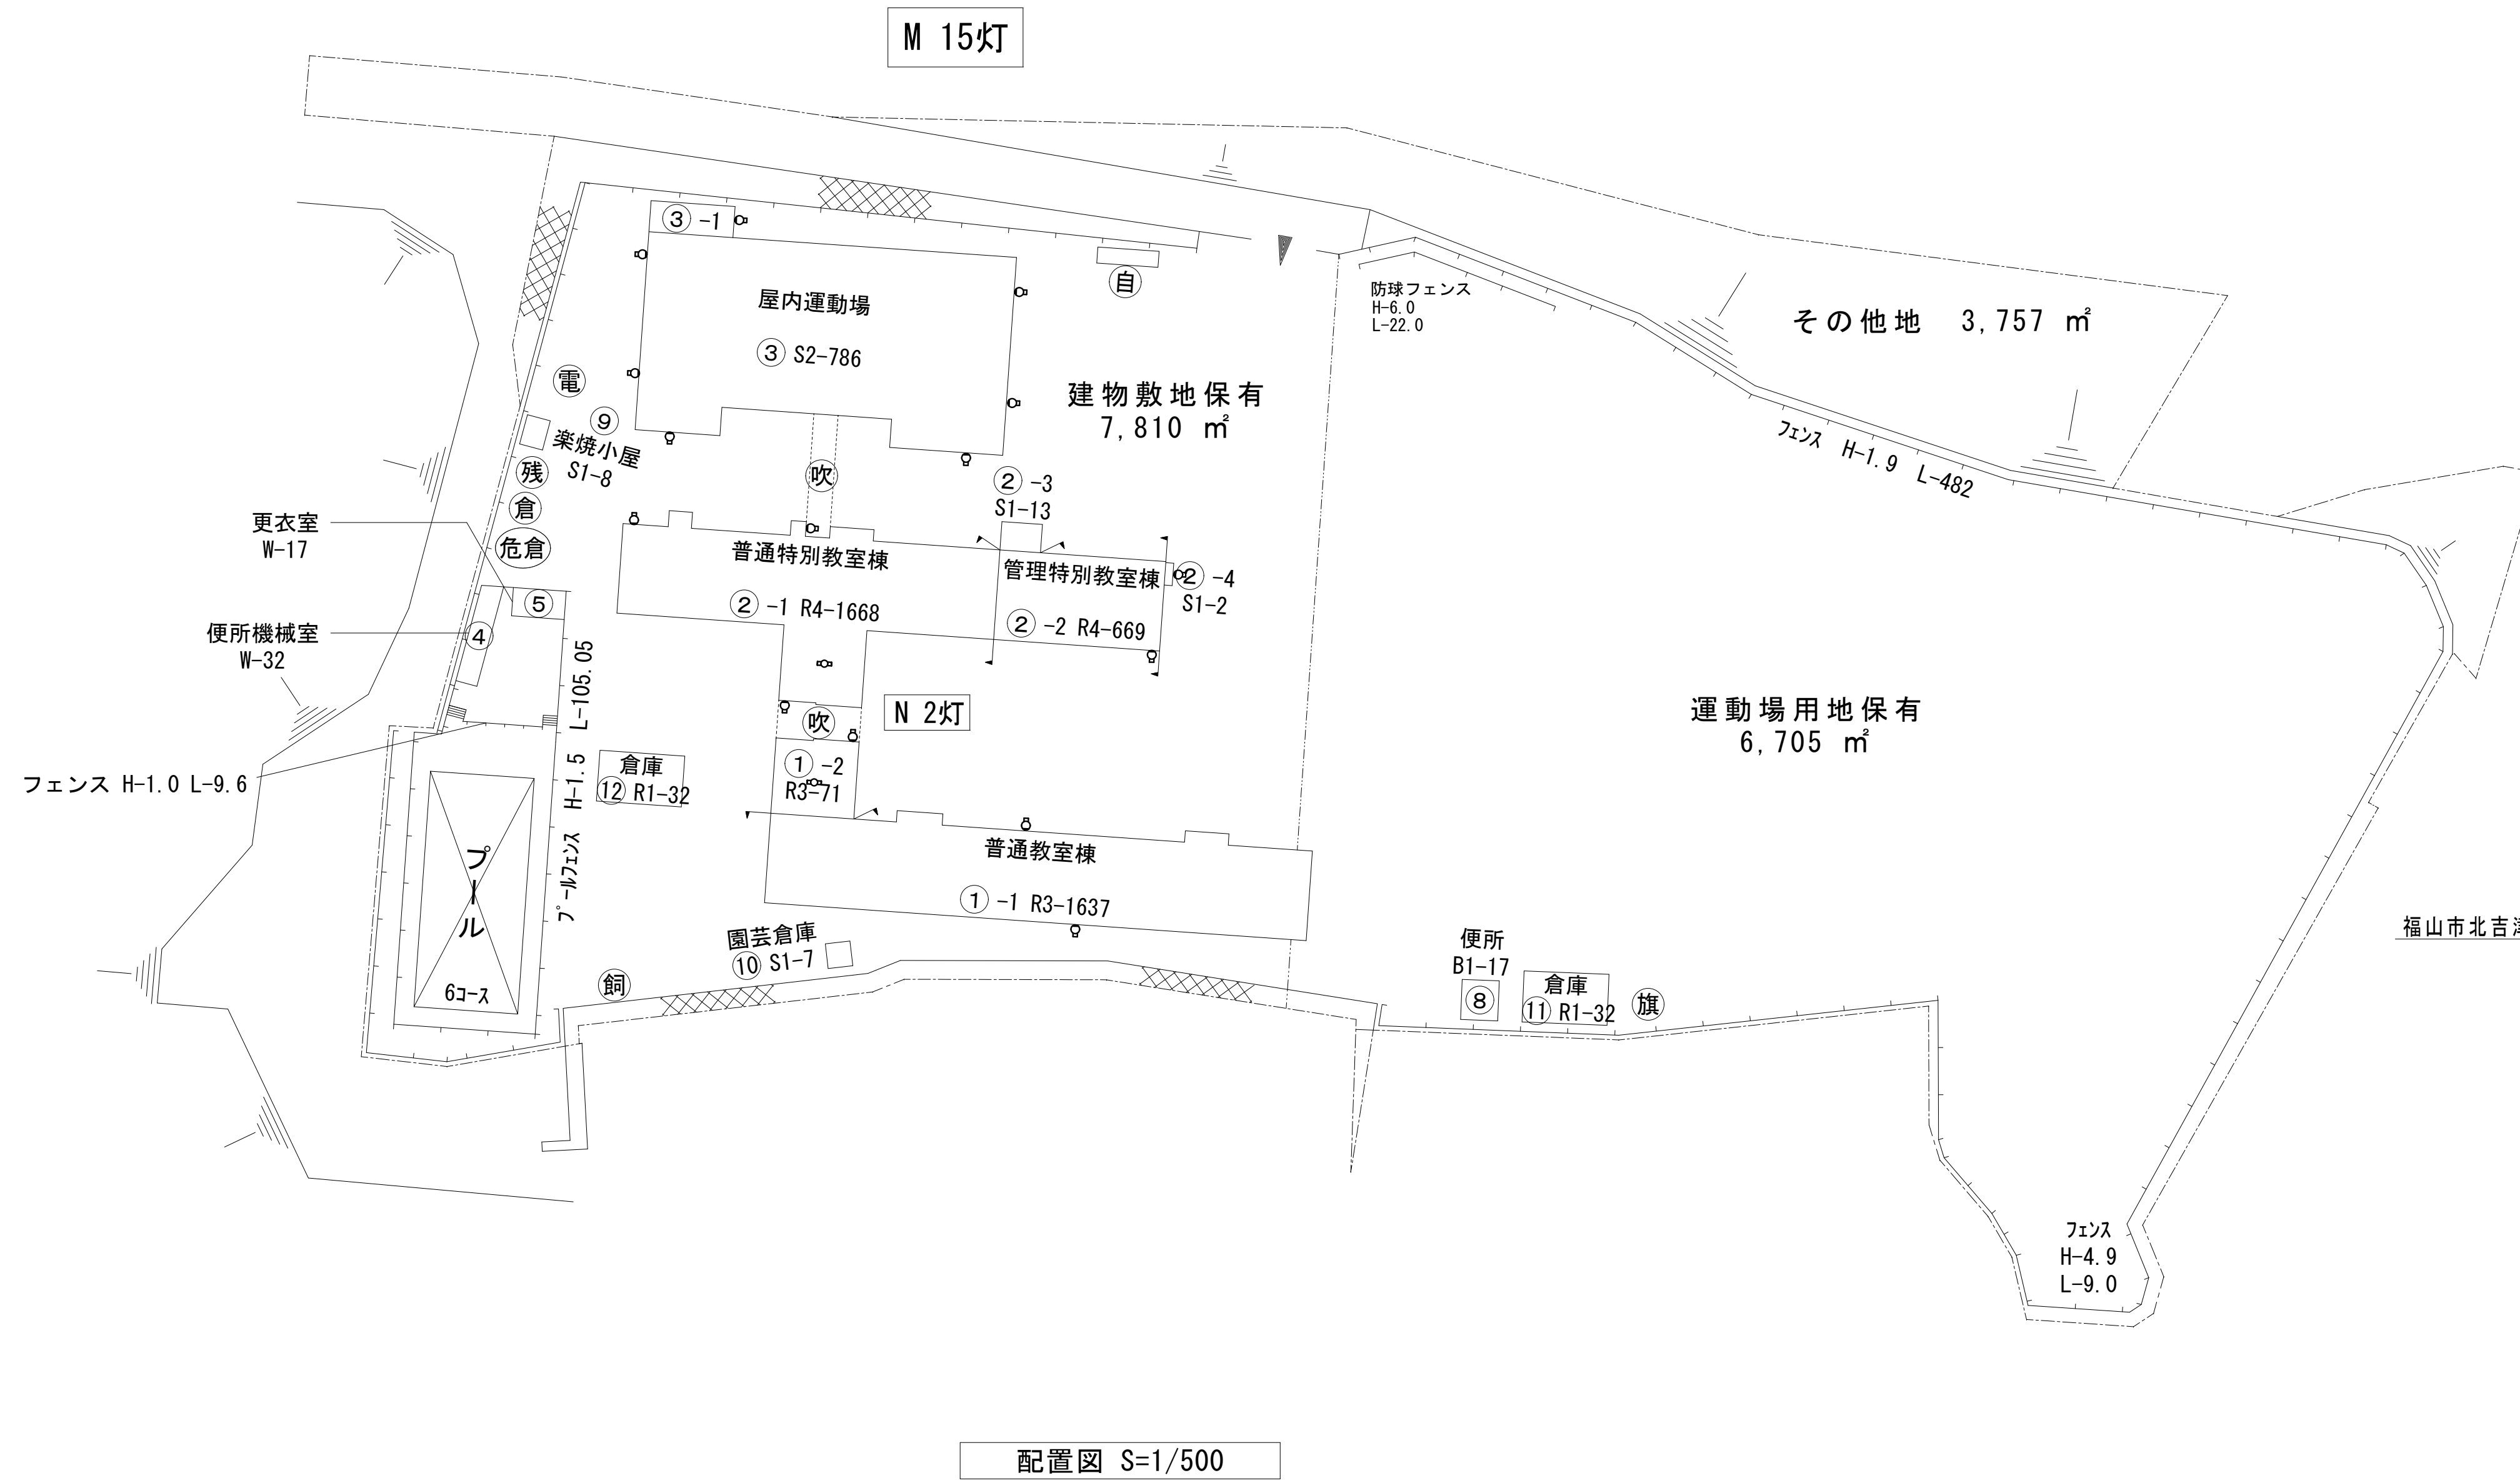 M 15灯
③ -1
自
屋内運動場
③ S2-786
防球フェンス
H-6.0
L-22.0
その他地 3,757 ㎡
建物敷地保有
7,810 ㎡
フェンス H-1.9 L-482
電
⑨
楽焼小屋
S1-8
残
倉
危倉
吹
② -3
S1-13
更衣室
W-17
普通特別教室棟
② -1 R4-1668
管理特別教室棟
② -2 R4-669
② -4
S1-2
⑤
④
便所機械室
W-32
プールフェンス H-1.5 L-105.05
N 2灯
吹
運動場用地保有
6,705 ㎡
フェンス H-1.0 L-9.6
倉庫
⑫ R1-32
① -2
R3-71
プール
6コース
普通教室棟
① -1 R3-1637
園芸倉庫
⑩ S1-7
飼
便所
B1-17
⑧
倉庫
⑪ R1-32
旗
福山市北吉
フェンス
H-4.9
L-9.0
配置図 S=1/500